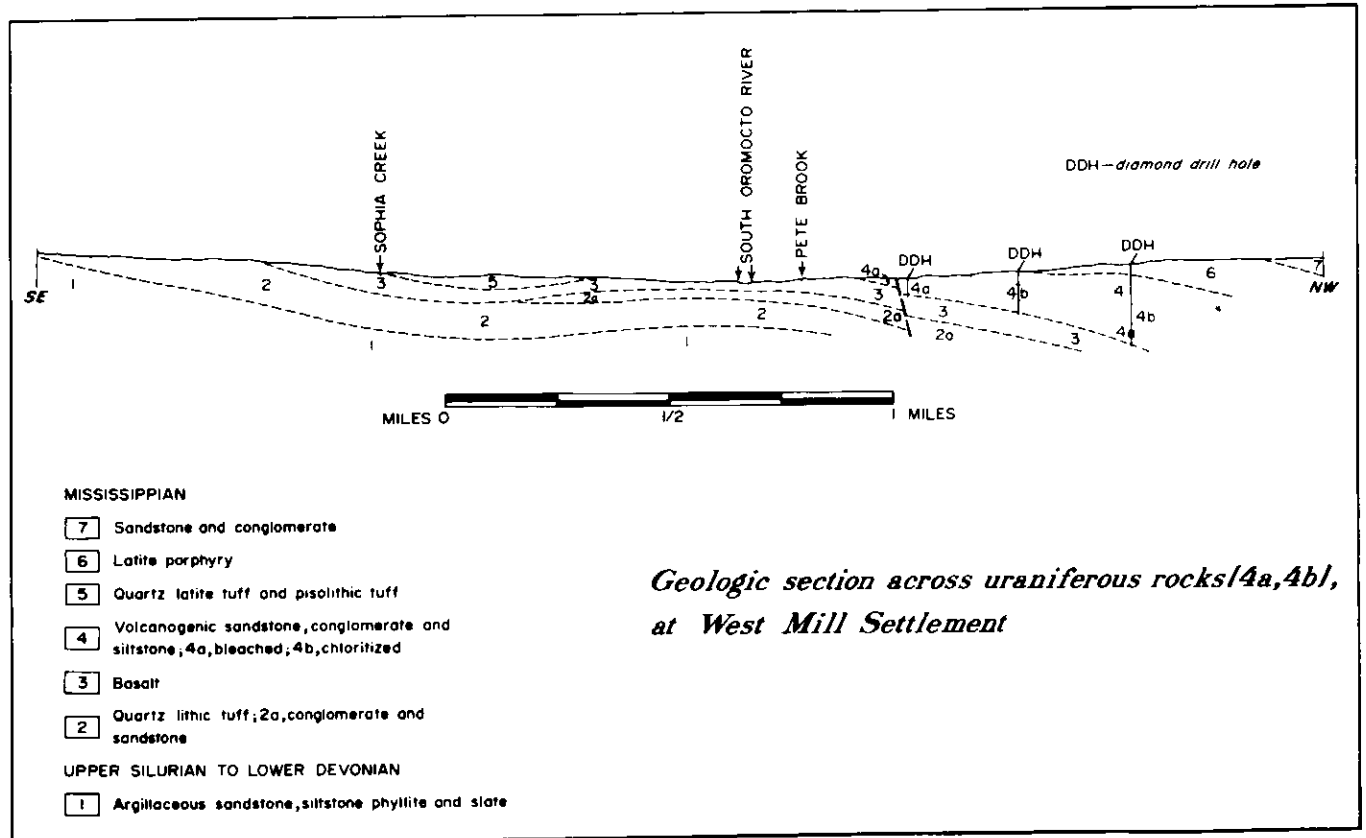 SOPHIA CREEK
SOUTH OROMOCTO RIVER
PETE BROOK
DDH—diamond drill hole
DDH
DDH
DDH
4a
4a
3
3
5
3
2a
3
2a
3
2a
3
4b
4
4b
4a
6
7
2
2
2
1
1
1
SE
NW
MILES 0 1/2 1 MILES
MISSISSIPPIAN
7 Sandstone and conglomerate
6 Latite porphyry
5 Quartz latite tuff and pisolithic tuff
4 Volcanogenic sandstone, conglomerate and
siltstone; 4a, bleached; 4b, chloritized
3 Basalt
2 Quartz lithic tuff; 2a, conglomerate and
sandstone
UPPER SILURIAN TO LOWER DEVONIAN
1 Argillaceous sandstone, siltstone phyllite and slate
Geologic section across uraniferous rocks/4a,4b/,
at West Mill Settlement